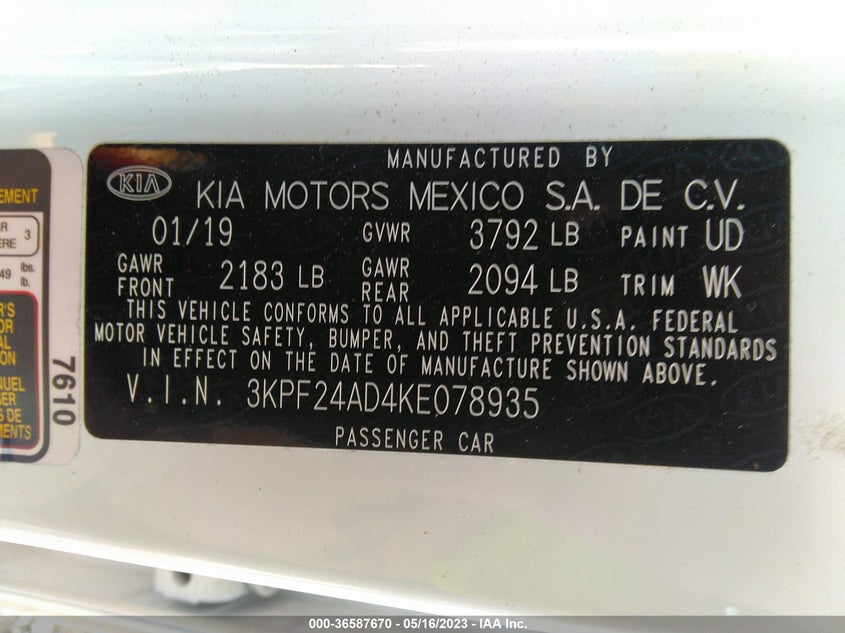 MANUFACTURED BY
KIA KIA MOTORS MEXICO S.A. DE C.V.
01/19 GVWR 3792 LB PAINT UD
GAWR FRONT 2183 LB GAWR REAR 2094 LB TRIM WK
THIS VEHICLE CONFORMS TO ALL APPLICABLE U.S.A. FEDERAL
MOTOR VEHICLE SAFETY, BUMPER, AND THEFT PREVENTION STANDARDS
IN EFFECT ON THE DATE OF MANUFACTURE SHOWN ABOVE.
V.I.N. 3KPF24AD4KE078935
PASSENGER CAR
3
lbs.
lb.
7610
000-36587670 - 05/16/2023 - IAA Inc.